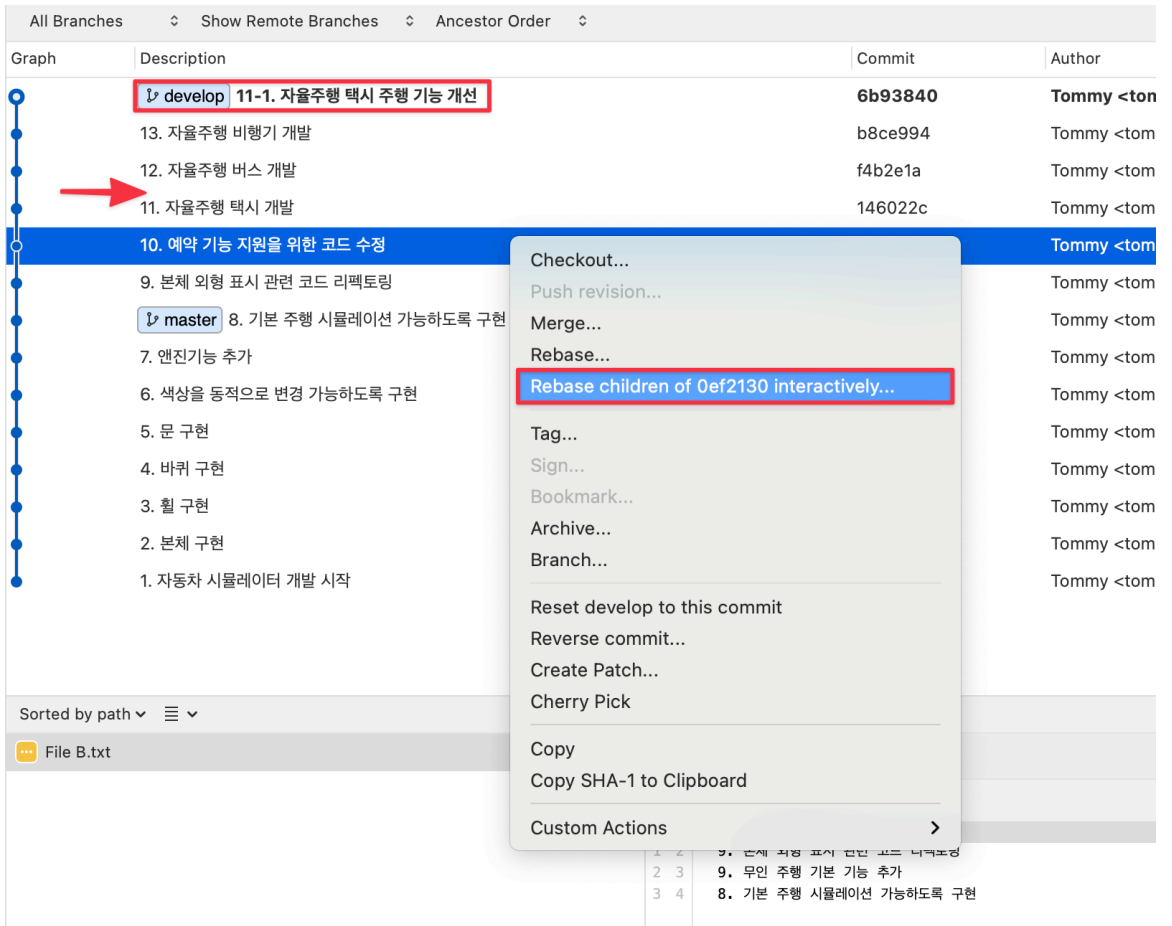 All Branches Show Remote Branches Ancestor Order
Graph Description Commit Author
develop 11-1. 자율주행 택시 주행 기능 개선 6b93840 Tommy <tom
13. 자율주행 비행기 개발 b8ce994 Tommy <tom
12. 자율주행 버스 개발 f4b2e1a Tommy <tom
11. 자율주행 택시 개발 146022c Tommy <tom
10. 예약 기능 지원을 위한 코드 수정 Tommy <tom
9. 본체 외형 표시 관련 코드 리펙토링 Tommy <tom
master 8. 기본 주행 시뮬레이션 가능하도록 구현 Tommy <tom
7. 앤진기능 추가 Tommy <tom
6. 색상을 동적으로 변경 가능하도록 구현 Tommy <tom
5. 문 구현 Tommy <tom
4. 바퀴 구현 Tommy <tom
3. 휠 구현 Tommy <tom
2. 본체 구현 Tommy <tom
1. 자동차 시뮬레이터 개발 시작 Tommy <tom
Checkout...
Push revision...
Merge...
Rebase...
Rebase children of 0ef2130 interactively...
Tag...
Sign...
Bookmark...
Archive...
Branch...
Reset develop to this commit
Reverse commit...
Create Patch...
Cherry Pick
Copy
Copy SHA-1 to Clipboard
Custom Actions
Sorted by path
File B.txt
1 2 9. 본체 외형 표시 관련 코드 리펙토링
2 3 9. 무인 주행 기본 기능 추가
3 4 8. 기본 주행 시뮬레이션 가능하도록 구현